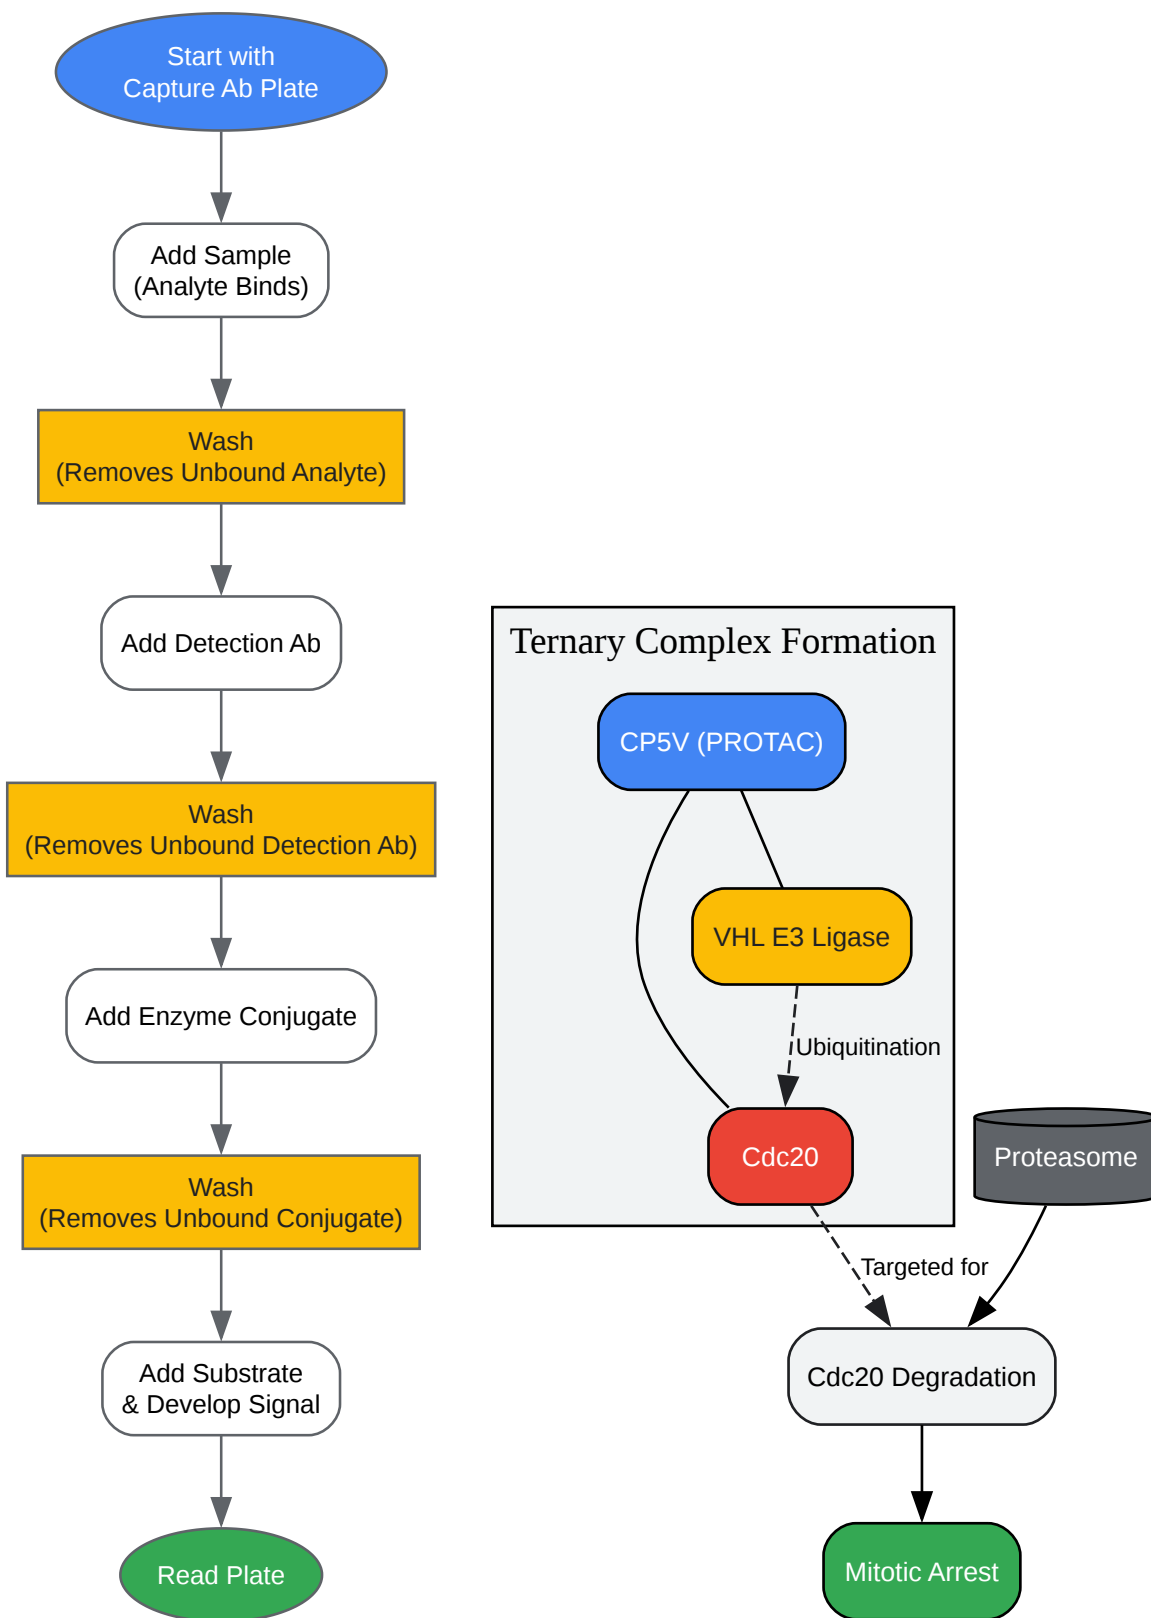 Start with
Capture Ab Plate
Add Sample
(Analyte Binds)
Wash
(Removes Unbound Analyte)
Add Detection Ab
Wash
(Removes Unbound Detection Ab)
Add Enzyme Conjugate
Wash
(Removes Unbound Conjugate)
Add Substrate
& Develop Signal
Read Plate
Ternary Complex Formation
CP5V (PROTAC)
VHL E3 Ligase
Ubiquitination
Cdc20
Proteasome
Targeted for
Cdc20 Degradation
Mitotic Arrest